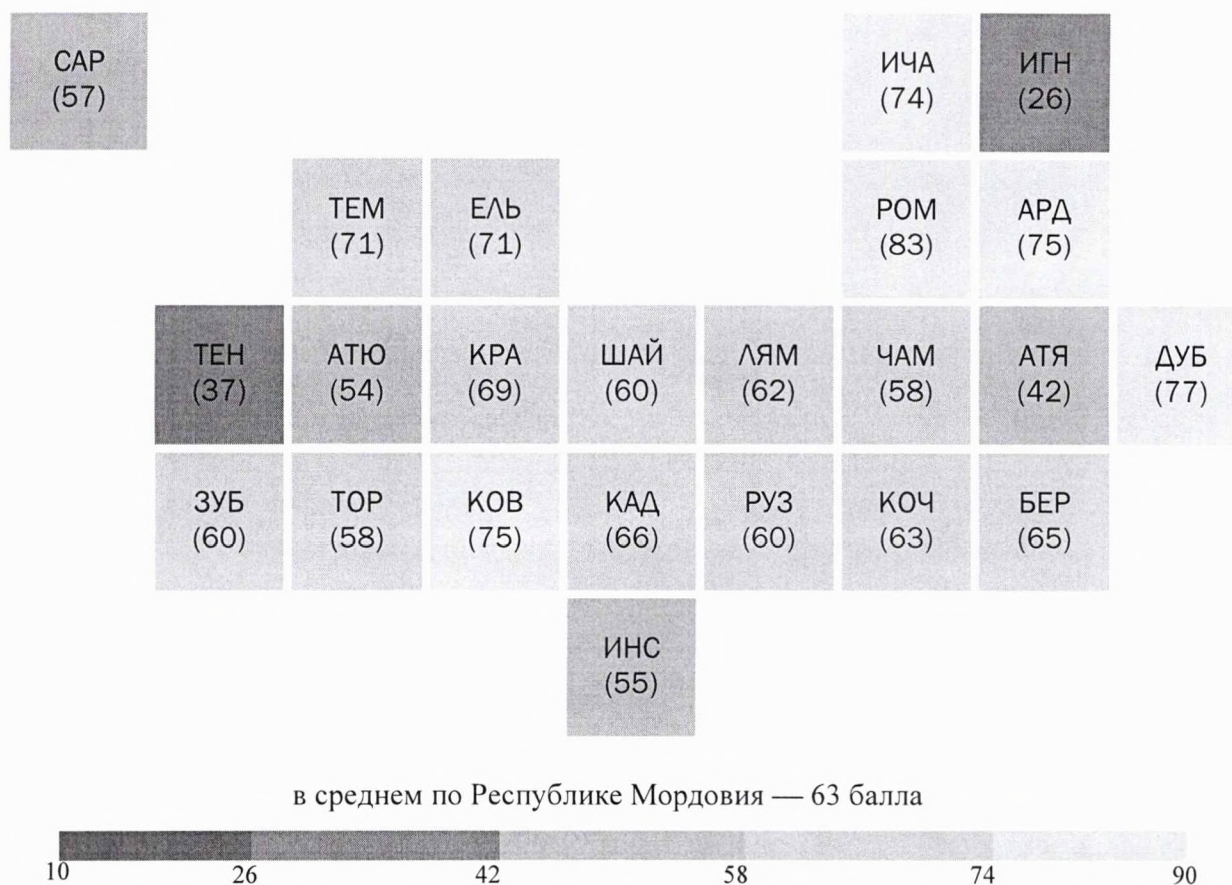 САР
(57)
ИЧА
(74)
ИГН
(26)
ТЕМ
(71)
ЕЛЬ
(71)
РОМ
(83)
АРД
(75)
ТЕН
(37)
АТЮ
(54)
КРА
(69)
ШАЙ
(60)
ЛЯМ
(62)
ЧАМ
(58)
АТЯ
(42)
ДУБ
(77)
ЗУБ
(60)
ТОР
(58)
КОВ
(75)
КАД
(66)
РУЗ
(60)
КОЧ
(63)
БЕР
(65)
ИНС
(55)
в среднем по Республике Мордовия — 63 балла
10 26 42 58 74 90